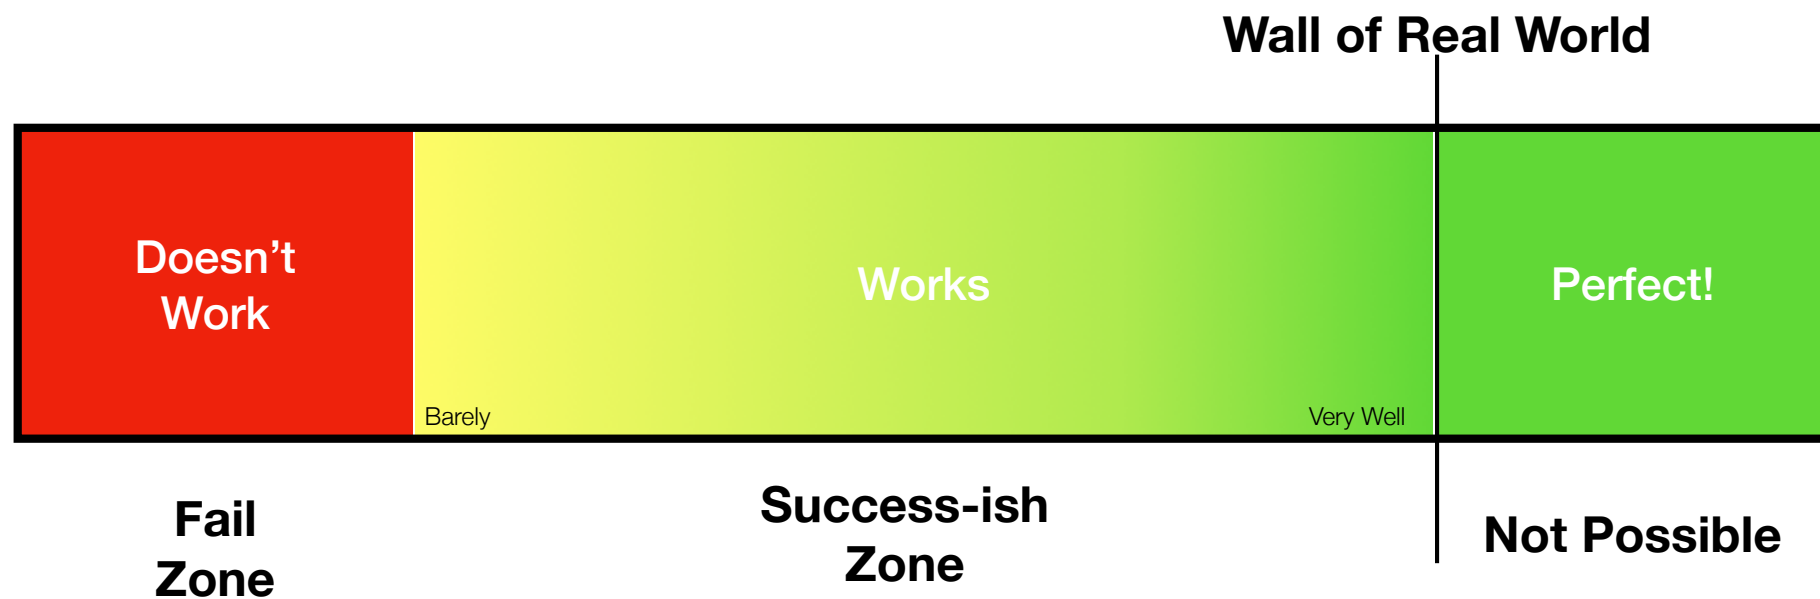 Wall of Real World
Doesn't
Work
Works
Perfect!
Barely
Very Well
Fail
Zone
Success-ish
Zone
Not Possible